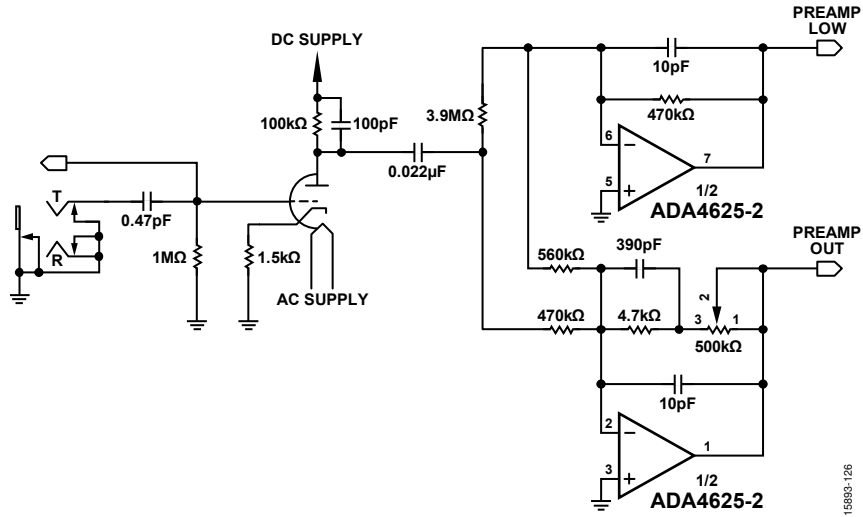 PREAMP
LOW
DC SUPPLY
10pF
100kΩ
100pF
3.9MΩ
470kΩ
6
7
5
0.022µF
1/2
ADA4625-2
T
0.47pF
R
1MΩ
1.5kΩ
AC SUPPLY
PREAMP
OUT
560kΩ
390pF
2
470kΩ
4.7kΩ
3
1
500kΩ
10pF
2
1
3
1/2
ADA4625-2
15893-126